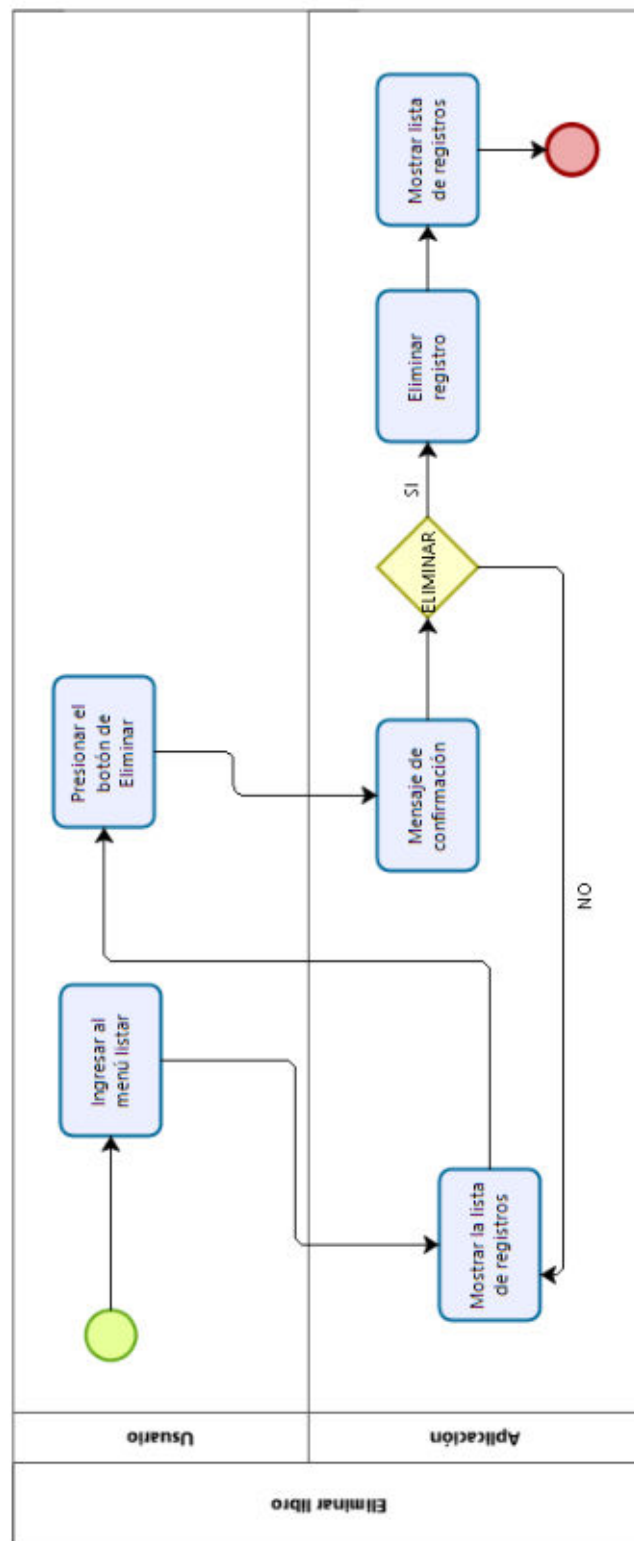 Eliminar libro
Usuario
Aplicación
Ingresar al
menú listar
Presionar el
botón de
Eliminar
Mostrar la lista
de registros
Mensaje de
confirmación
ELIMINAR
SI
NO
Eliminar
registro
Mostrar lista
de registros